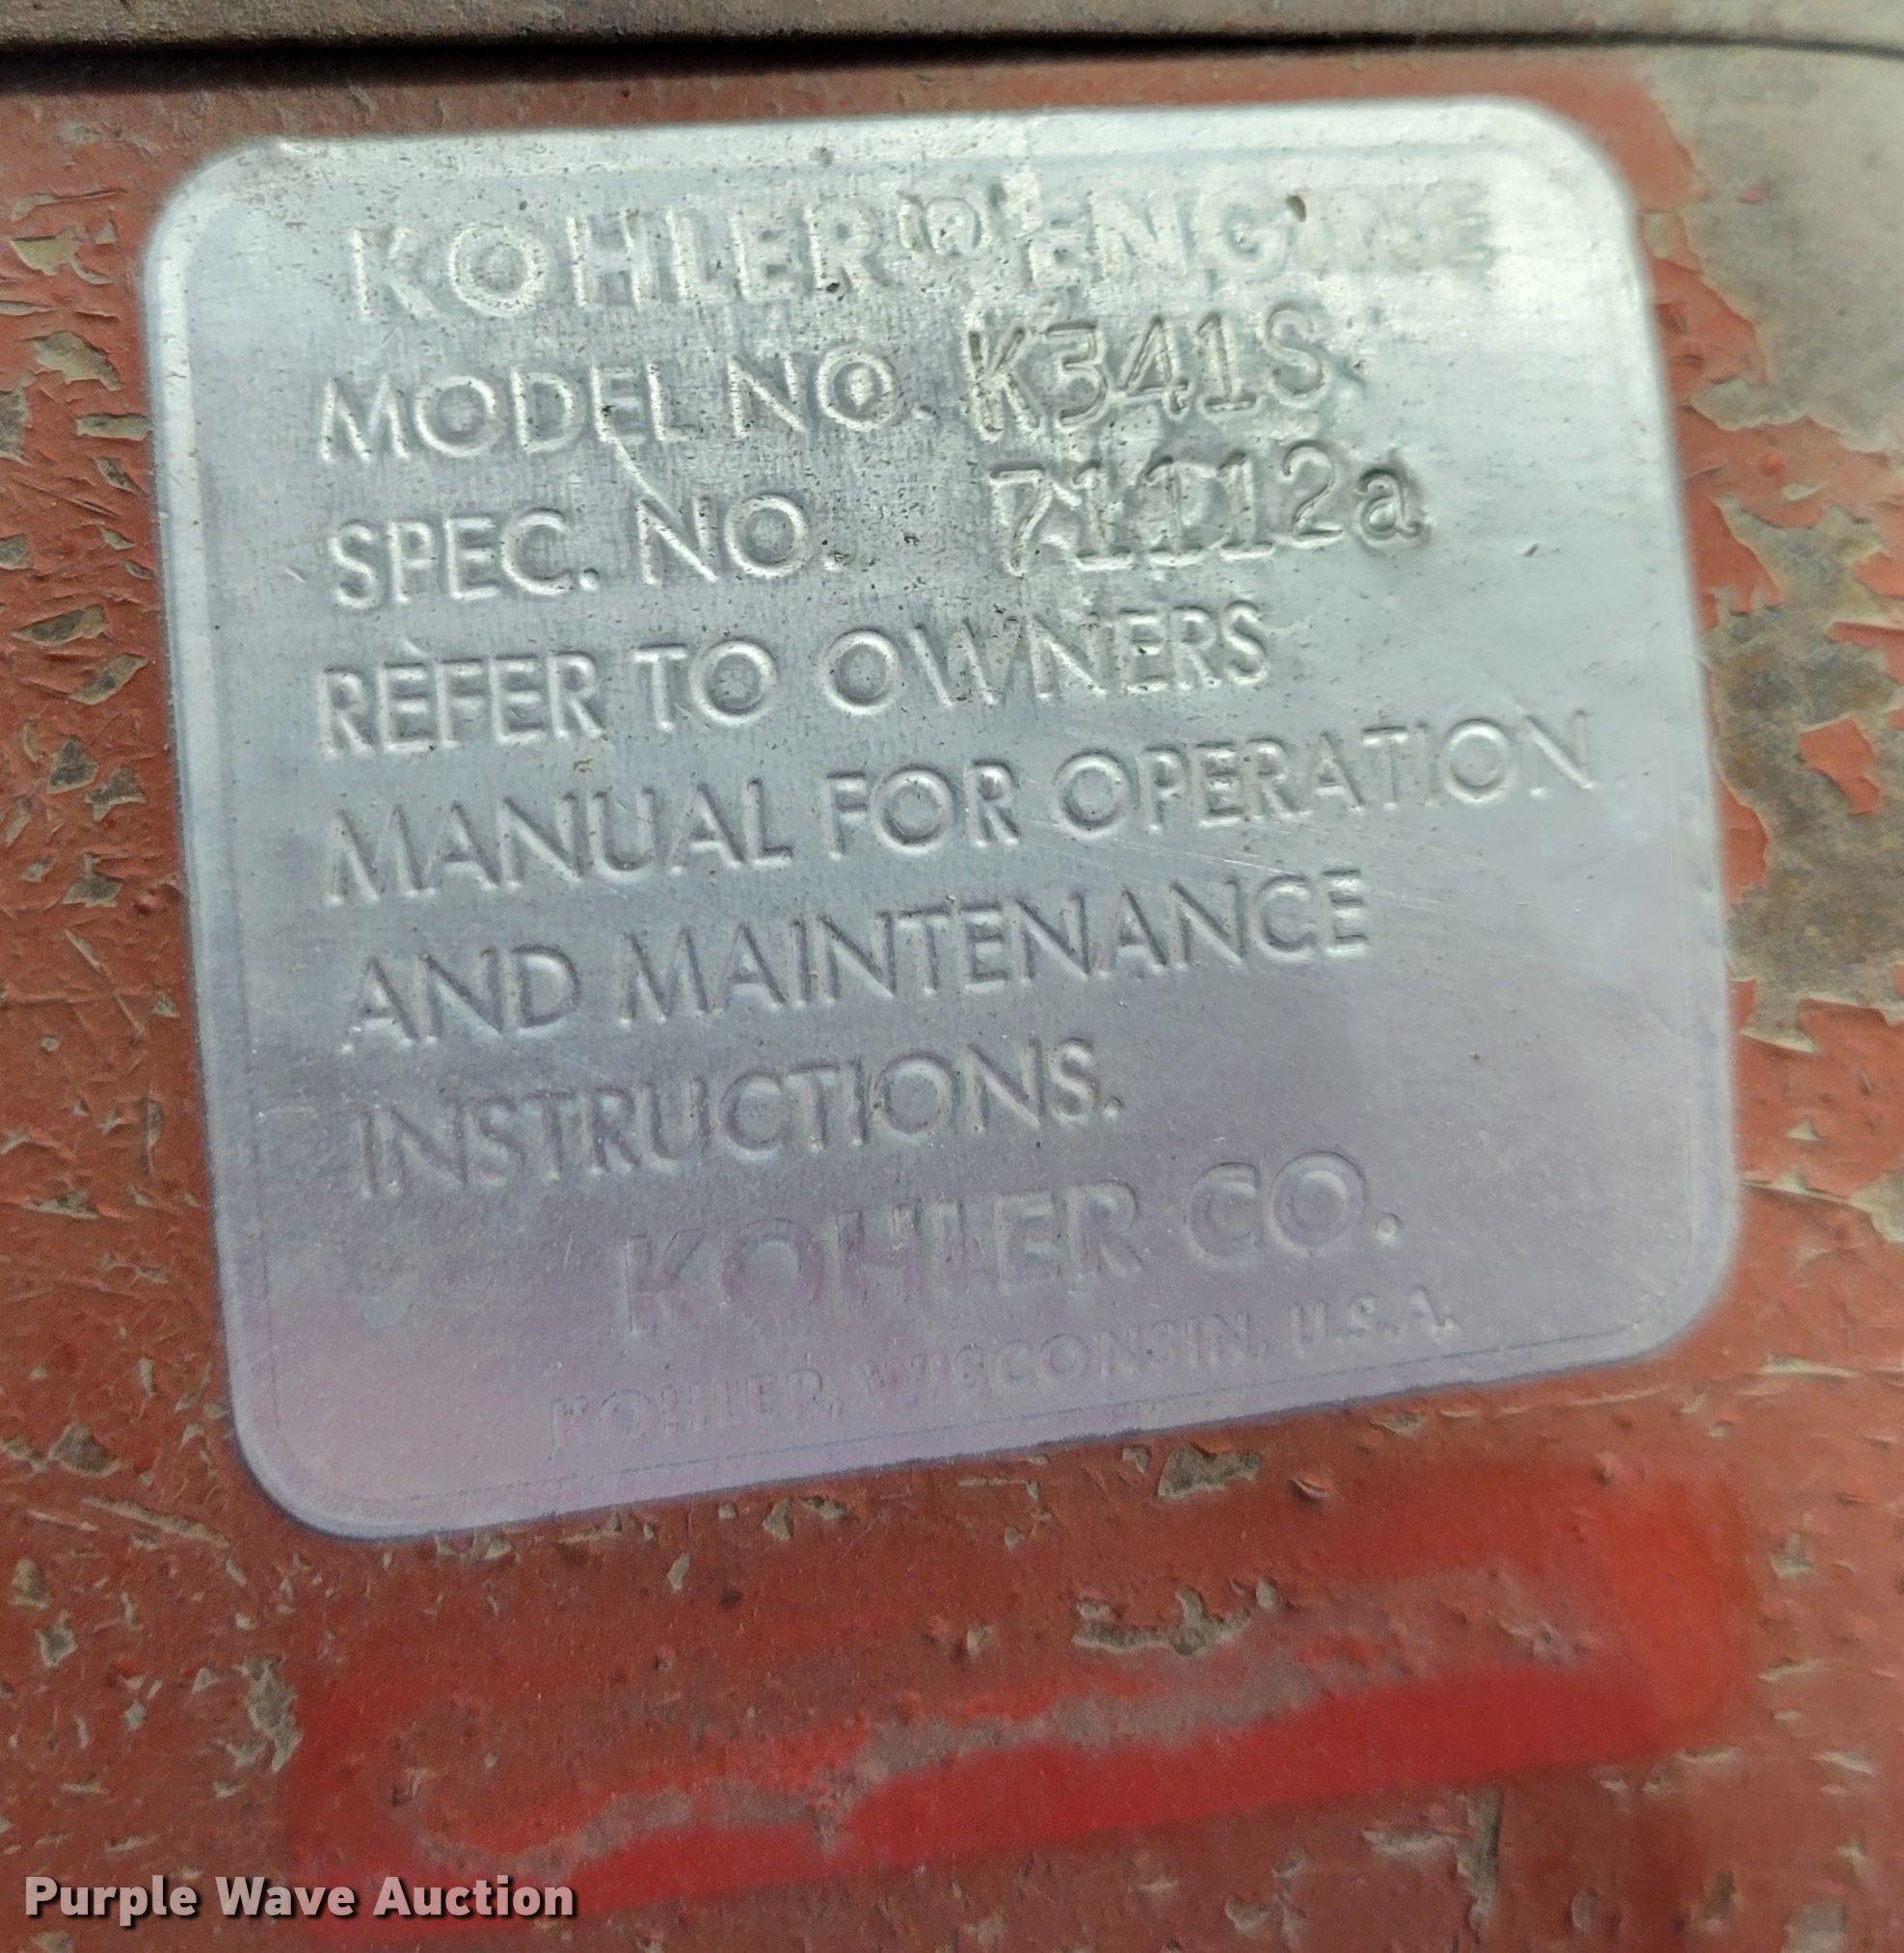 KOHLER® ENGINE
MODEL NO. K341S
SPEC. NO. 71112a
REFER TO OWNERS
MANUAL FOR OPERATION
AND MAINTENANCE
INSTRUCTIONS.
KOHLER CO.
KOHLER, WISCONSIN, U.S.A.
Purple Wave Auction